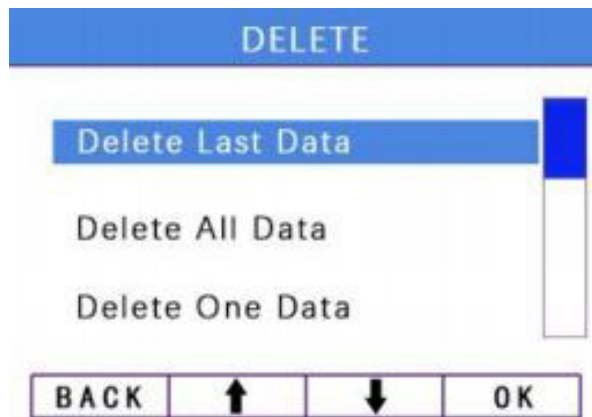 DELETE
Delete Last Data
Delete All Data
Delete One Data
BACK ⬆ ⬇ OK